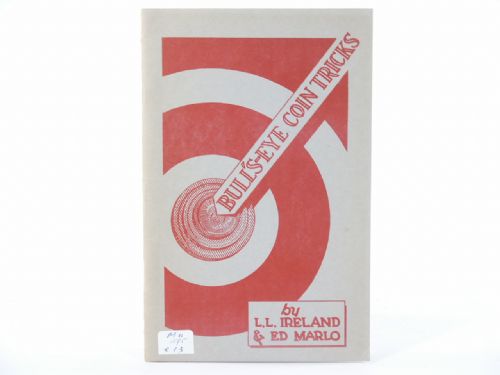 BULL'S-EYE COIN TRICKS
by
L.L. IRELAND
& ED MARLO